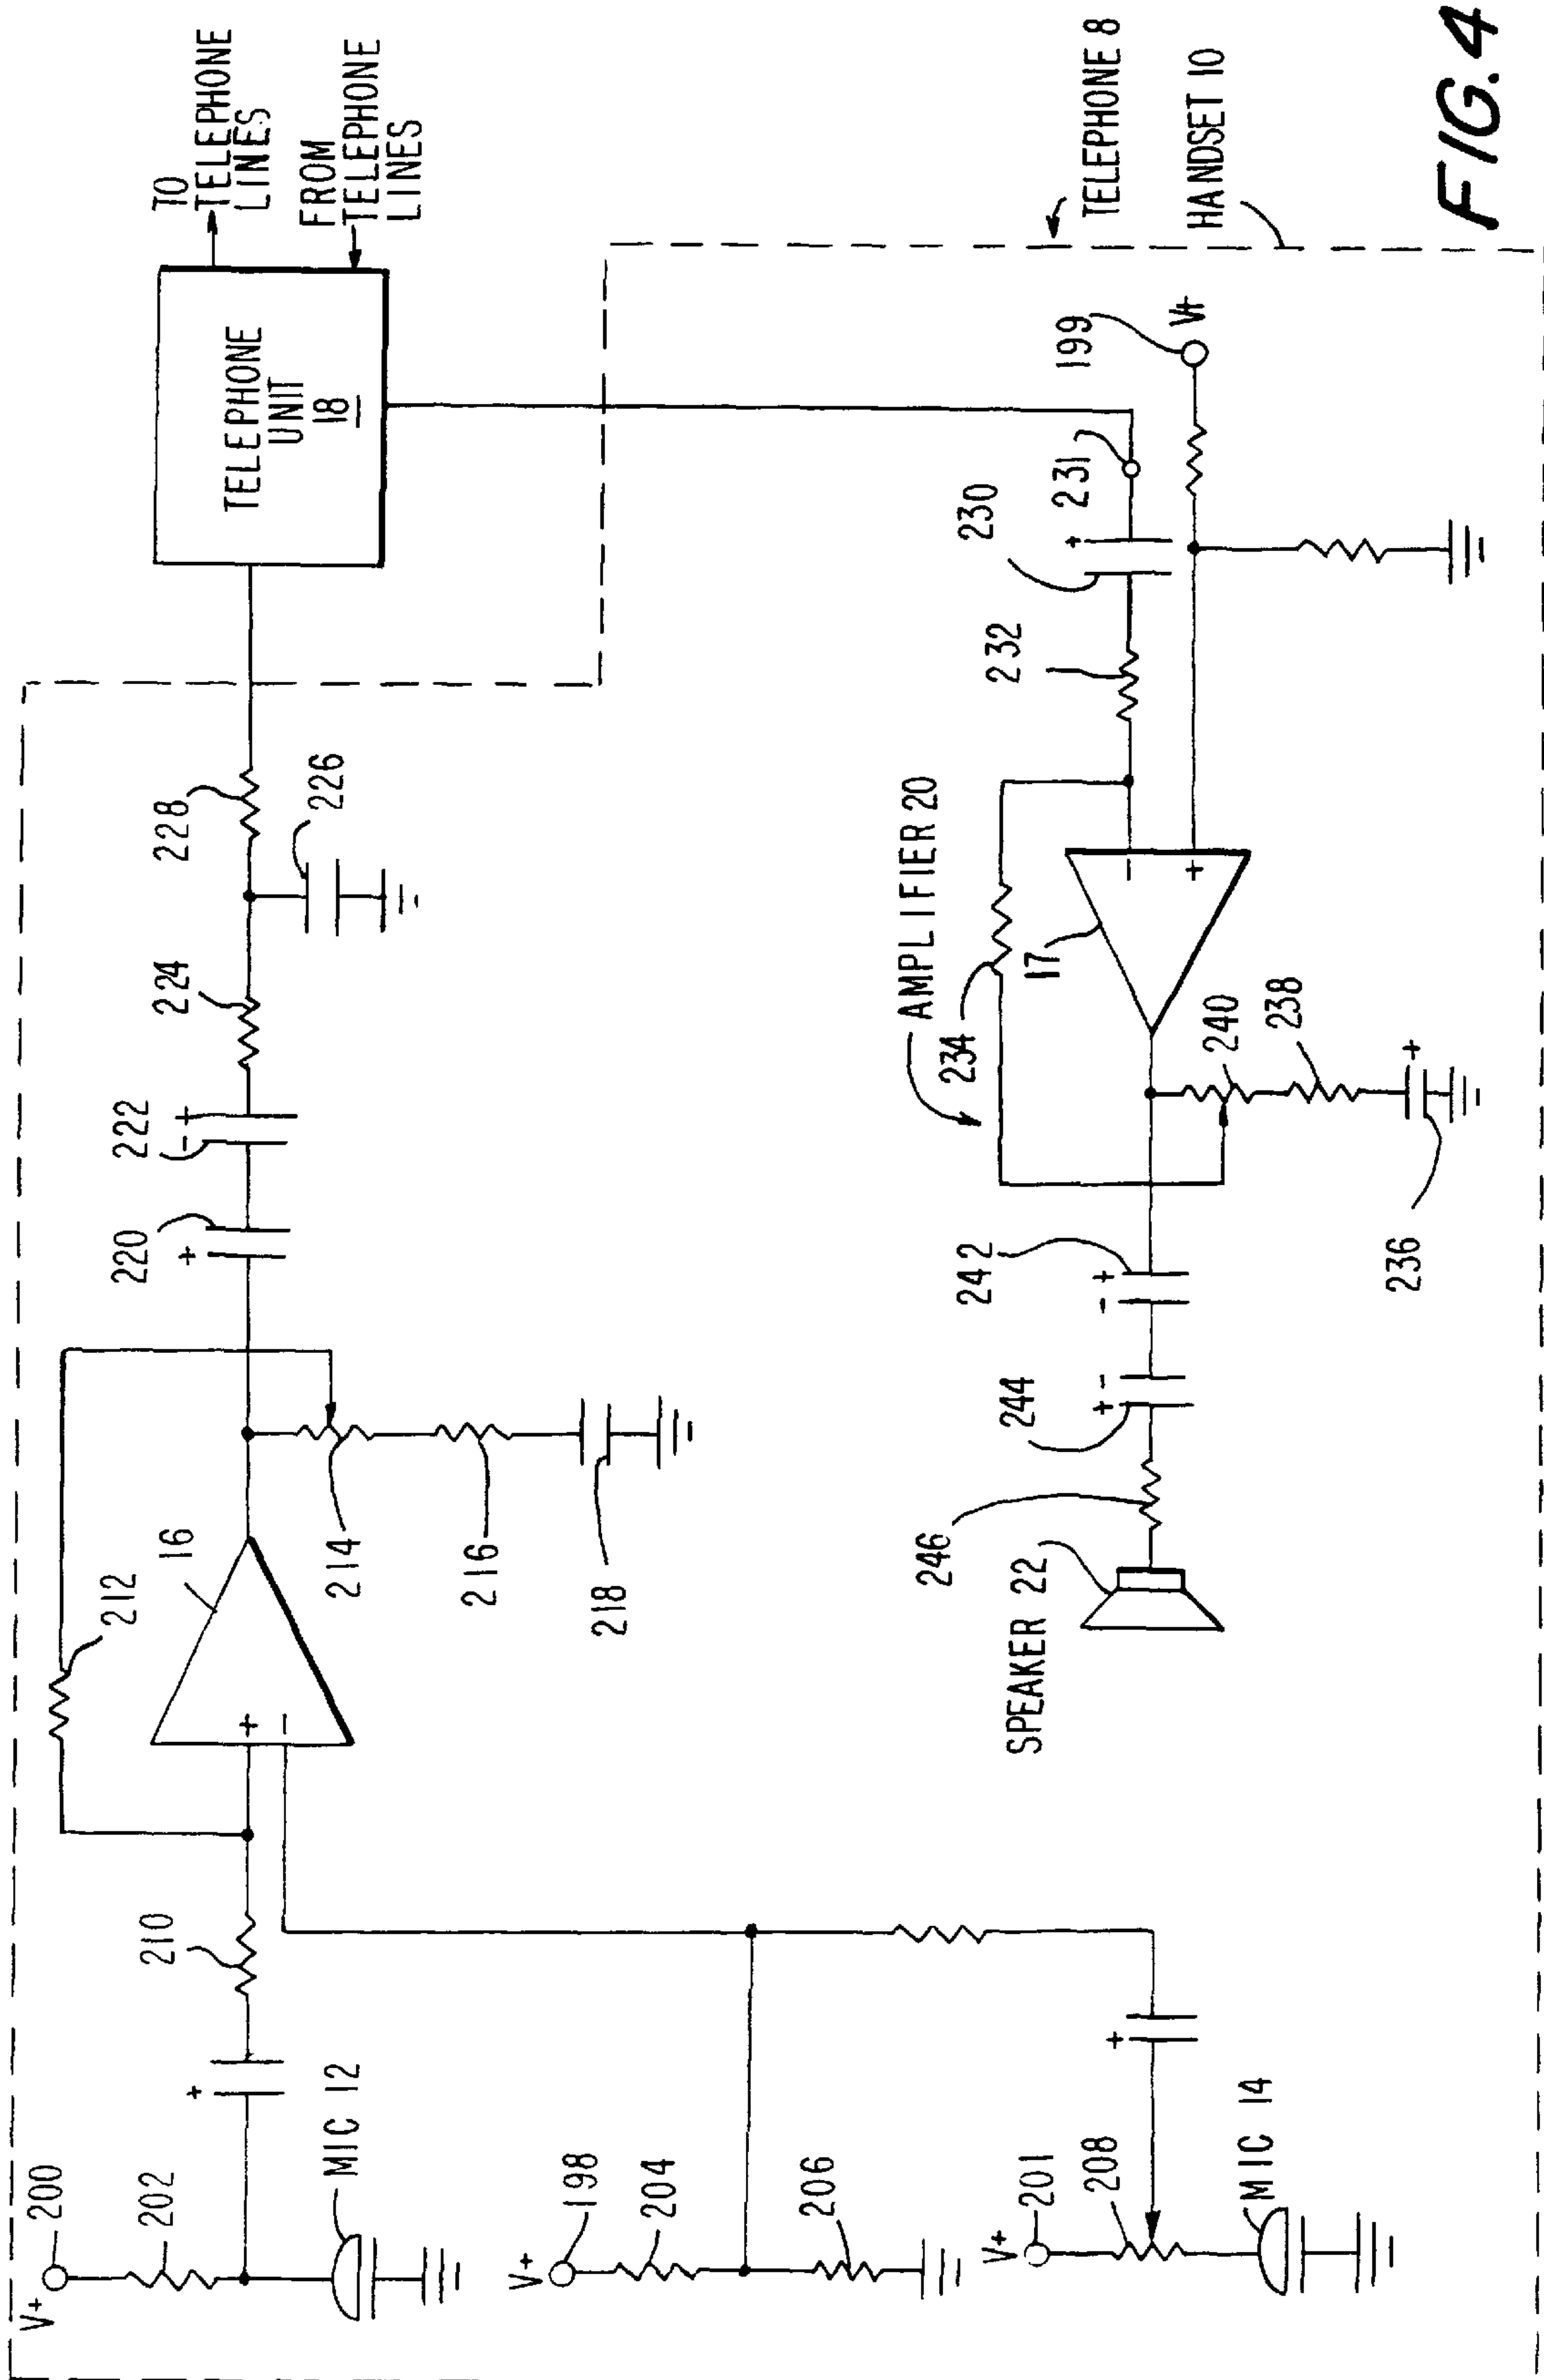 TO
TELEPHONE
LINES
FROM
TELEPHONE
LINES
TELEPHONE
UNIT
18
TELEPHONE 8
HANDSET 10
FIG. 4
V+
200
202
MIC 12
+
210
212
16
+
-
214
216
218
220
+
222
- +
224
226
228
V+
198
204
206
V+
201
208
MIC 14
+
199
V+
231
230
+
232
AMPLIFIER 20
234
17
-
+
240
238
236
+
242
- +
244
+ -
246
SPEAKER 22